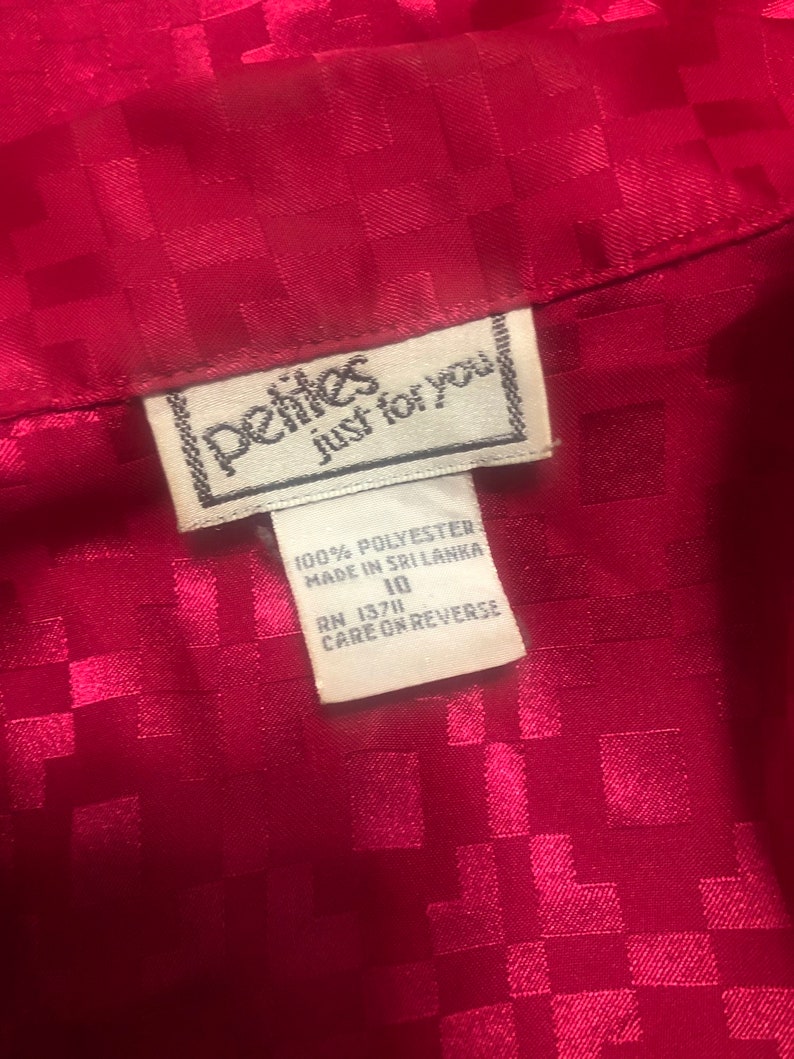 petites
just for you
100% POLYESTER
MADE IN SRI LANKA
10
RN 13711
CARE ON REVERSE